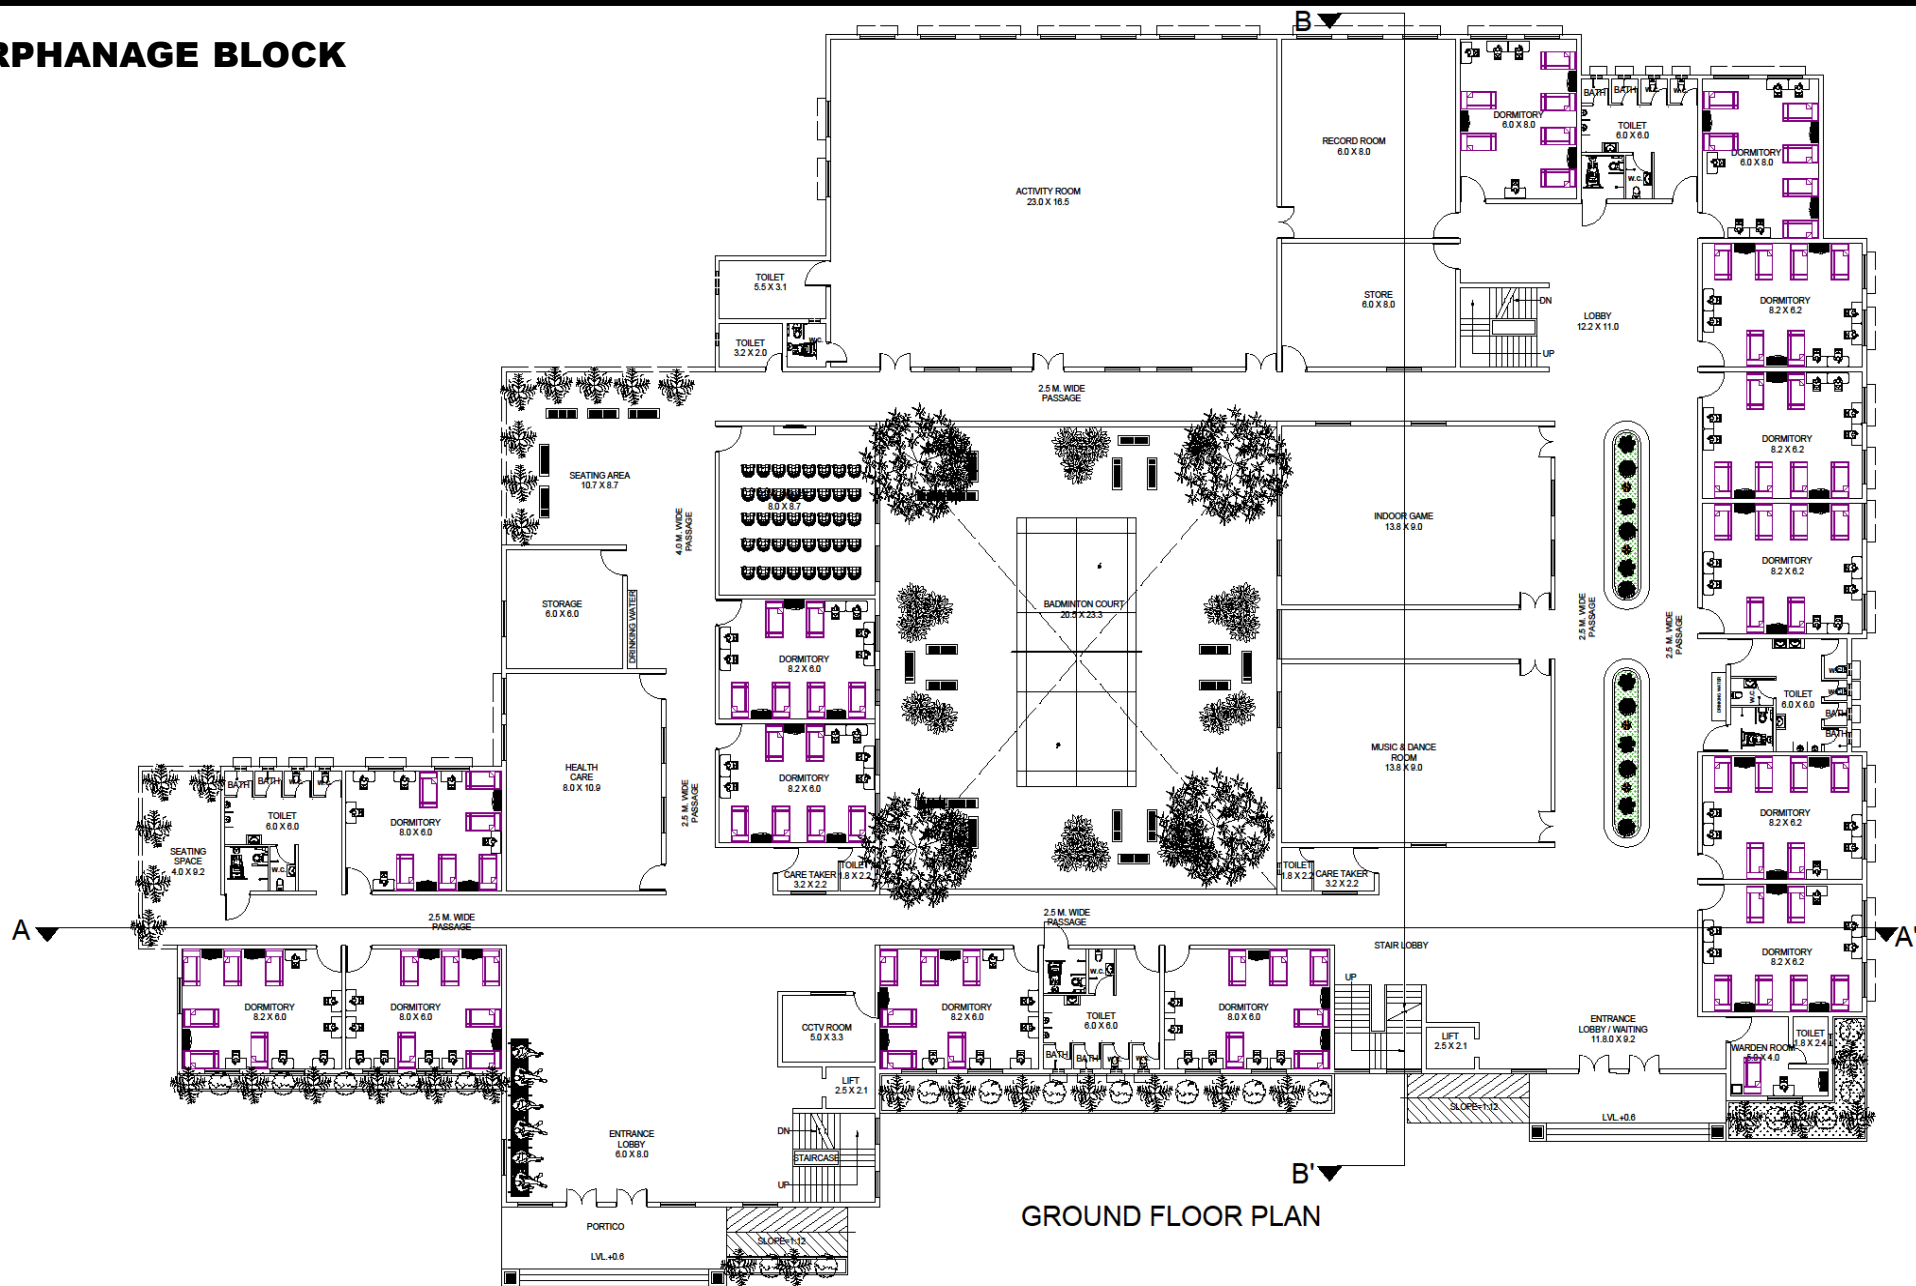 RPHANAGE BLOCK
B
DORMITORY
6.0 X 8.0
BATH
BATH
W.C.
W.C.
TOILET
6.0 X 6.0
W.C.
DORMITORY
6.0 X 8.0
RECORD ROOM
6.0 X 8.0
ACTIVITY ROOM
23.0 X 16.5
TOILET
5.5 X 3.1
TOILET
3.2 X 2.0
W.C.
STORE
6.0 X 8.0
DN
UP
LOBBY
12.2 X 11.0
DORMITORY
8.2 X 6.2
2.5 M. WIDE
PASSAGE
DORMITORY
8.2 X 6.2
SEATING AREA
10.7 X 8.7
4.0 M. WIDE
PASSAGE
8.0 X 8.7
INDOOR GAME
13.8 X 9.0
DORMITORY
8.2 X 6.2
STORAGE
6.0 X 6.0
DRINKING WATER
BADMINTON COURT
20.5 X 23.3
2.5 M. WIDE
PASSAGE
2.5 M. WIDE
PASSAGE
DORMITORY
8.2 X 6.0
DRINKING WATER
W.C.
TOILET
6.0 X 6.0
W.C.
W.C.
BATH
BATH
MUSIC & DANCE
ROOM
13.8 X 9.0
HEALTH
CARE
8.0 X 10.9
2.5 M. WIDE
PASSAGE
DORMITORY
8.2 X 6.0
BATH
BATH
W.C.
W.C.
TOILET
6.0 X 6.0
W.C.
DORMITORY
8.0 X 6.0
DORMITORY
8.2 X 6.2
SEATING
SPACE
4.0 X 9.2
CARE TAKER
3.2 X 2.2
TOILET
1.8 X 2.2
TOILET
1.8 X 2.2
CARE TAKER
3.2 X 2.2
A
2.5 M. WIDE
PASSAGE
2.5 M. WIDE
PASSAGE
STAIR LOBBY
A'
DORMITORY
8.2 X 6.2
DORMITORY
8.2 X 6.0
DORMITORY
8.0 X 6.0
CCTV ROOM
5.0 X 3.3
DORMITORY
8.2 X 6.0
W.C.
TOILET
6.0 X 6.0
BATH
BATH
W.C.
W.C.
DORMITORY
8.0 X 6.0
UP
LIFT
2.5 X 2.1
ENTRANCE
LOBBY / WAITING
11.8.0 X 9.2
WARDEN ROOM
5.0 X 4.0
TOILET
1.8 X 2.4
LIFT
2.5 X 2.1
SLOPE=1:12
LVL.+0.6
ENTRANCE
LOBBY
6.0 X 8.0
DN
STAIRCASE
UP
B'
GROUND FLOOR PLAN
PORTICO
SLOPE=1:12
LVL.+0.6